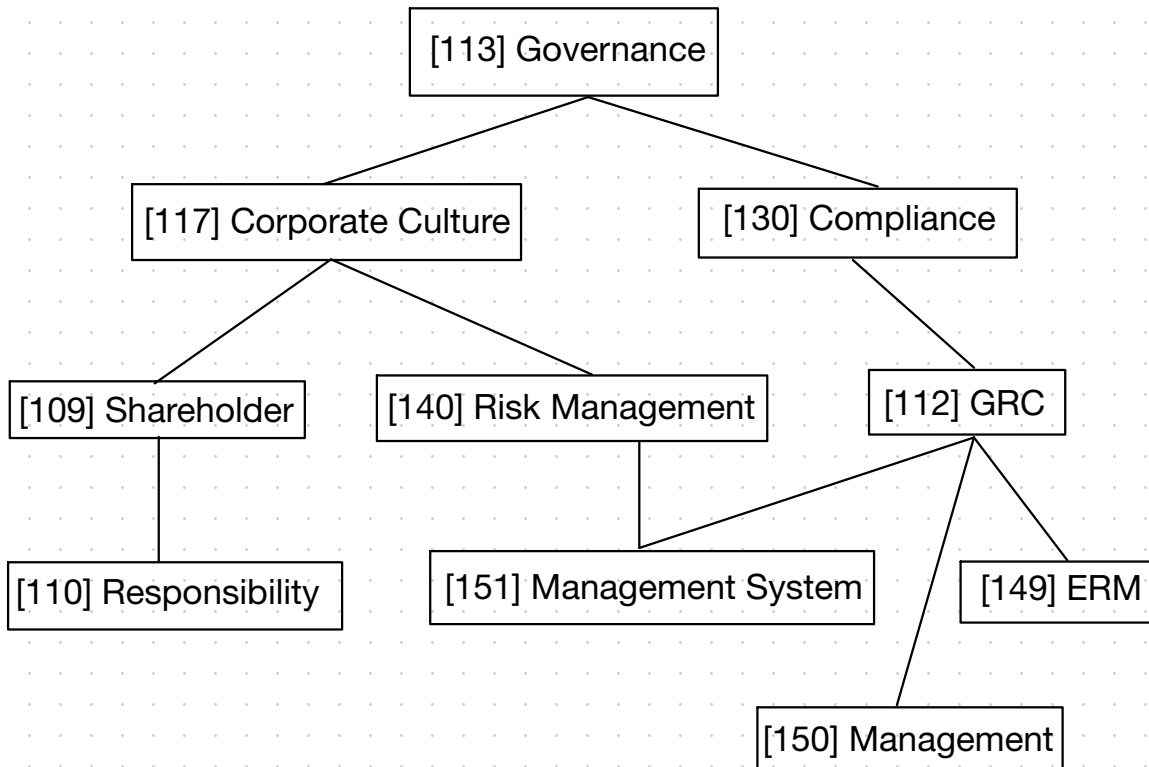 [113] Governance
[117] Corporate Culture
[130] Compliance
[109] Shareholder
[140] Risk Management
[112] GRC
[110] Responsibility
[151] Management System
[149] ERM
[150] Management